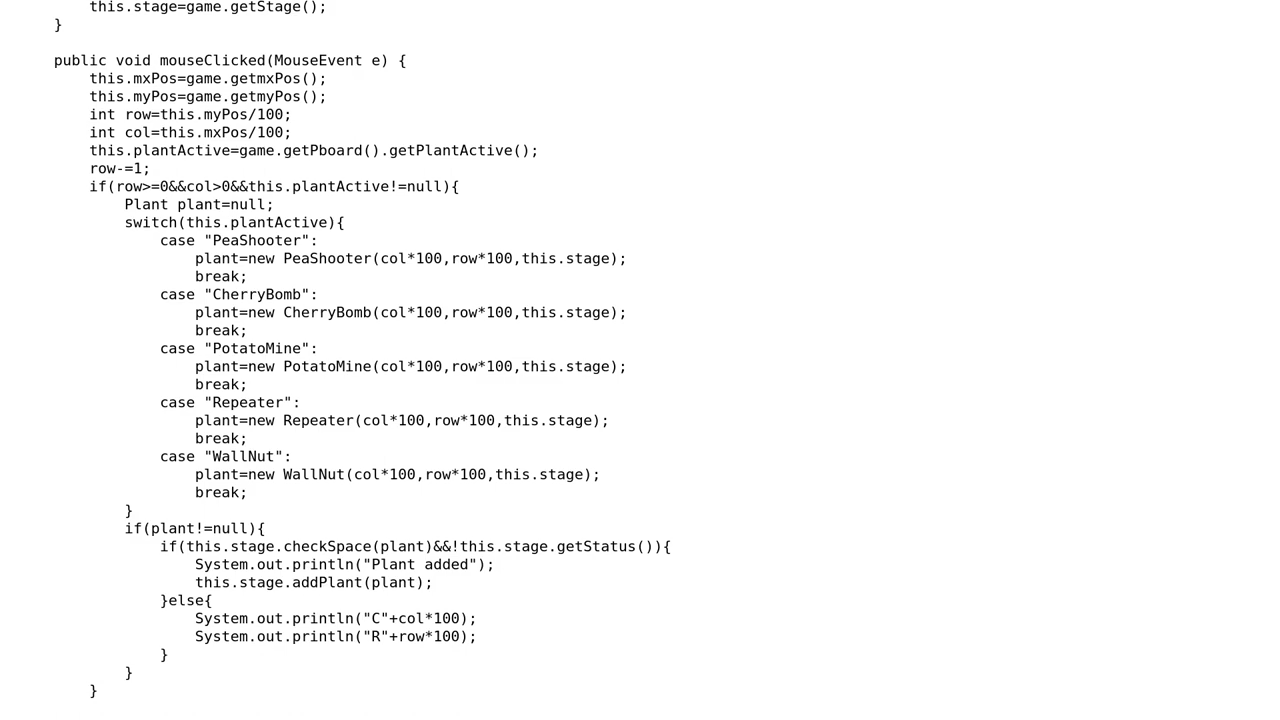 this.stage=game.getStage();
    }

    public void mouseClicked(MouseEvent e) {
        this.mxPos=game.getmxPos();
        this.myPos=game.getmyPos();
        int row=this.myPos/100;
        int col=this.mxPos/100;
        this.plantActive=game.getPboard().getPlantActive();
        row-=1;
        if(row>=0&&col>0&&this.plantActive!=null){
            Plant plant=null;
            switch(this.plantActive){
                case "PeaShooter":
                    plant=new PeaShooter(col*100,row*100,this.stage);
                    break;
                case "CherryBomb":
                    plant=new CherryBomb(col*100,row*100,this.stage);
                    break;
                case "PotatoMine":
                    plant=new PotatoMine(col*100,row*100,this.stage);
                    break;
                case "Repeater":
                    plant=new Repeater(col*100,row*100,this.stage);
                    break;
                case "WallNut":
                    plant=new WallNut(col*100,row*100,this.stage);
                    break;
            }
            if(plant!=null){
                if(this.stage.checkSpace(plant)&&!this.stage.getStatus()){
                    System.out.println("Plant added");
                    this.stage.addPlant(plant);
                }else{
                    System.out.println("C"+col*100);
                    System.out.println("R"+row*100);
                }
            }
        }